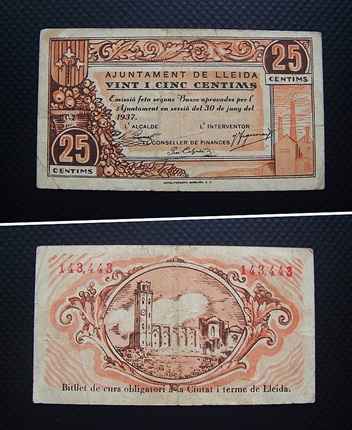 25
CENTIMS
AJUNTAMENT DE LLEIDA
VINT I CINC CENTIMS
Emissió feta segons Bases aprovades per l'
Ajuntament en sessió del 30 de juny del
1937.
L'ALCALDE
L'INTERVENTOR
CONSELLER DE FINANCES
25
CENTIMS
143,443
143,443
Bitllet de curs obligatori a la Ciutat i terme de Lleida.